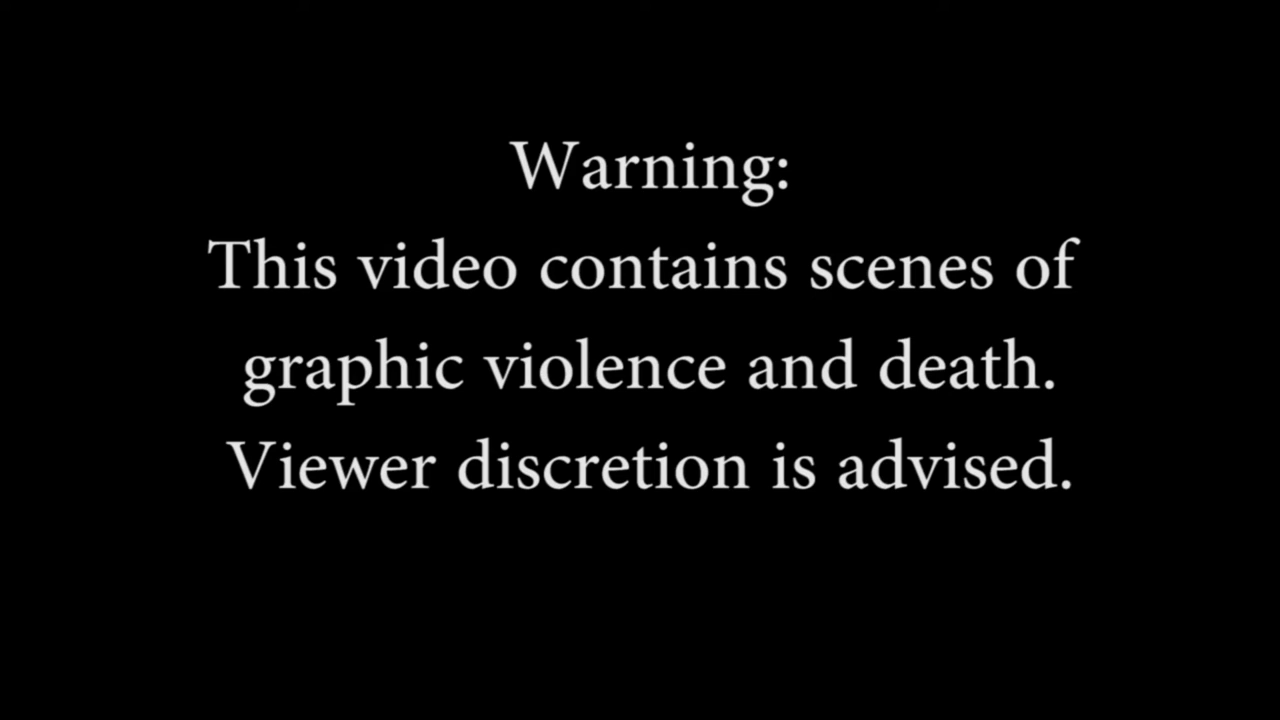 Warning:
This video contains scenes of
graphic violence and death.
Viewer discretion is advised.